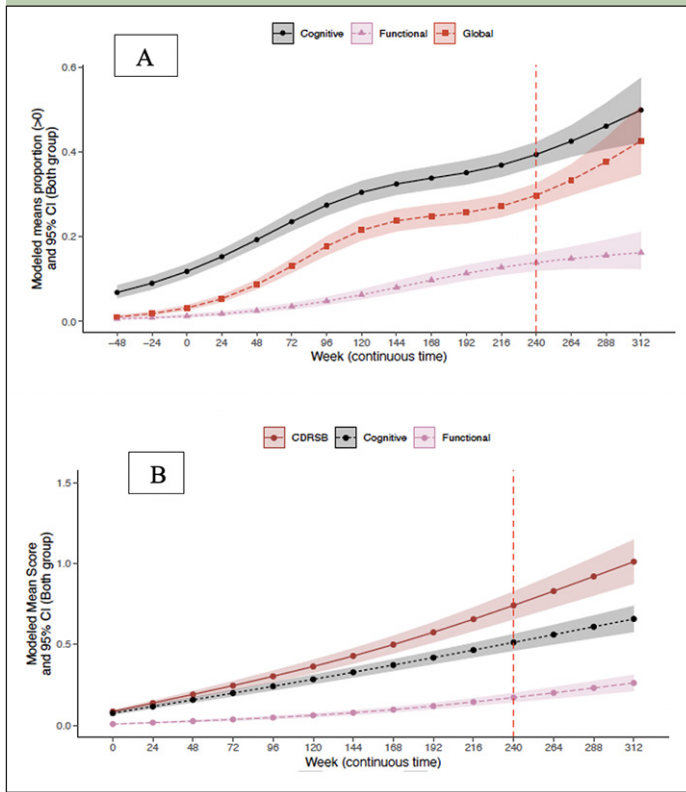 Cognitive Functional Global
A
Modeled means proportion (>0)
and 95% CI (Both group)
0.6
0.4
0.2
0.0
−48 −24 0 24 48 72 96 120 144 168 192 216 240 264 288 312
Week (continuous time)
CDRSB Cognitive Functional
B
Modeled Mean Score
and 95% CI (Both group)
1.5
1.0
0.5
0.0
0 24 48 72 96 120 144 168 192 216 240 264 288 312
Week (continuous time)